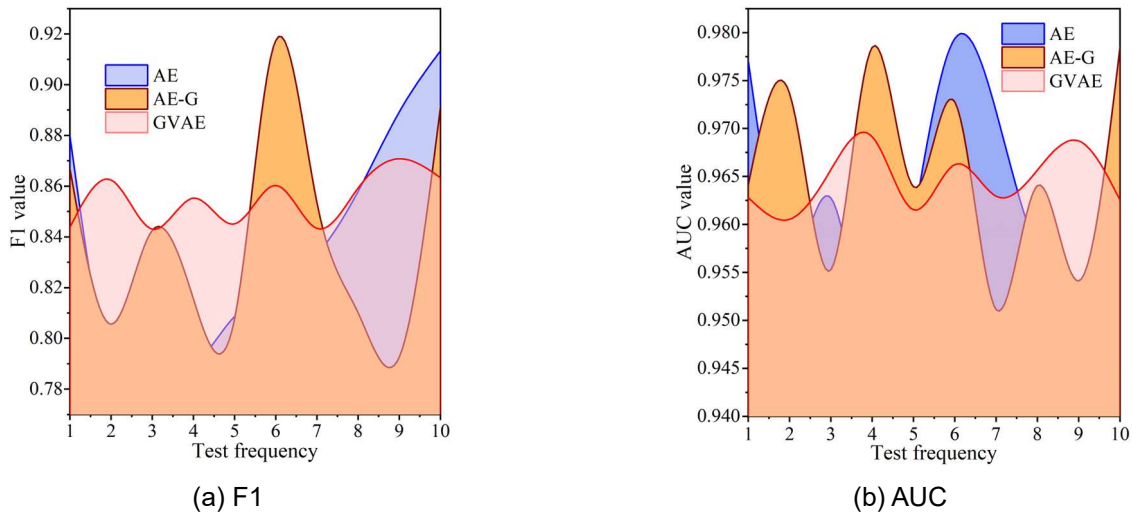 0.92
0.90
0.88
0.86
0.84
0.82
0.80
0.78
F1 value
AE
AE-G
GVAE
1 2 3 4 5 6 7 8 9 10
Test frequency
(a) F1
0.980
0.975
0.970
0.965
0.960
0.955
0.950
0.945
0.940
AUC value
AE
AE-G
GVAE
1 2 3 4 5 6 7 8 9 10
Test frequency
(b) AUC